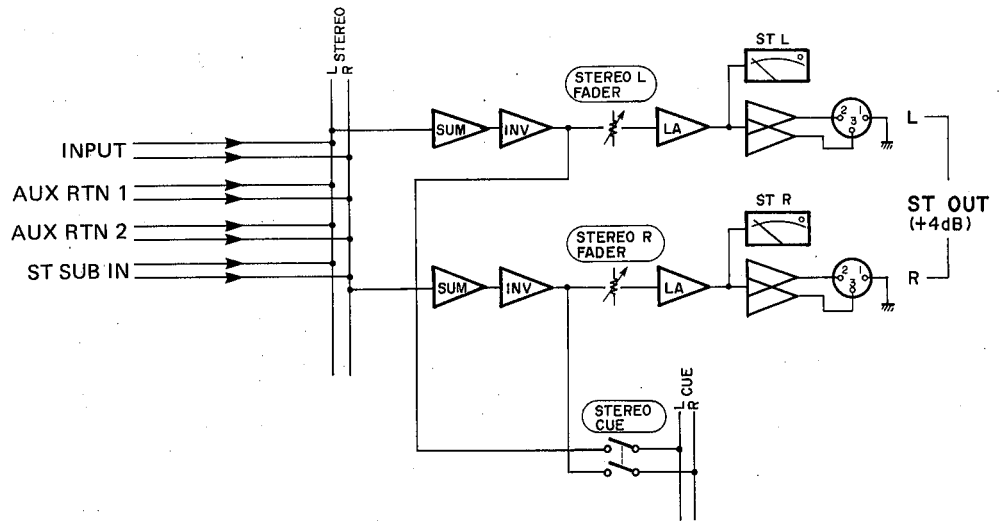 L STEREO
R
INPUT
AUX RTN 1
AUX RTN 2
ST SUB IN
SUM
INV
STEREO L
FADER
LA
ST L
2 1
3
L
SUM
INV
STEREO R
FADER
LA
ST R
2 1
3
R
ST OUT
(+4dB)
STEREO
CUE
L CUE
R